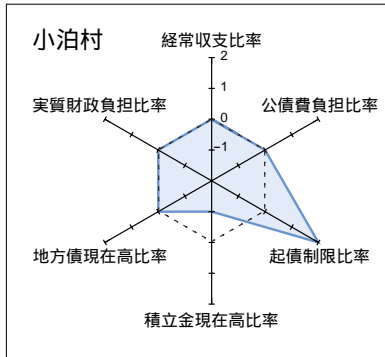 小泊村
経常収支比率
2
1
0
−1
実質財政負担比率
公債費負担比率
地方債現在高比率
起債制限比率
積立金現在高比率